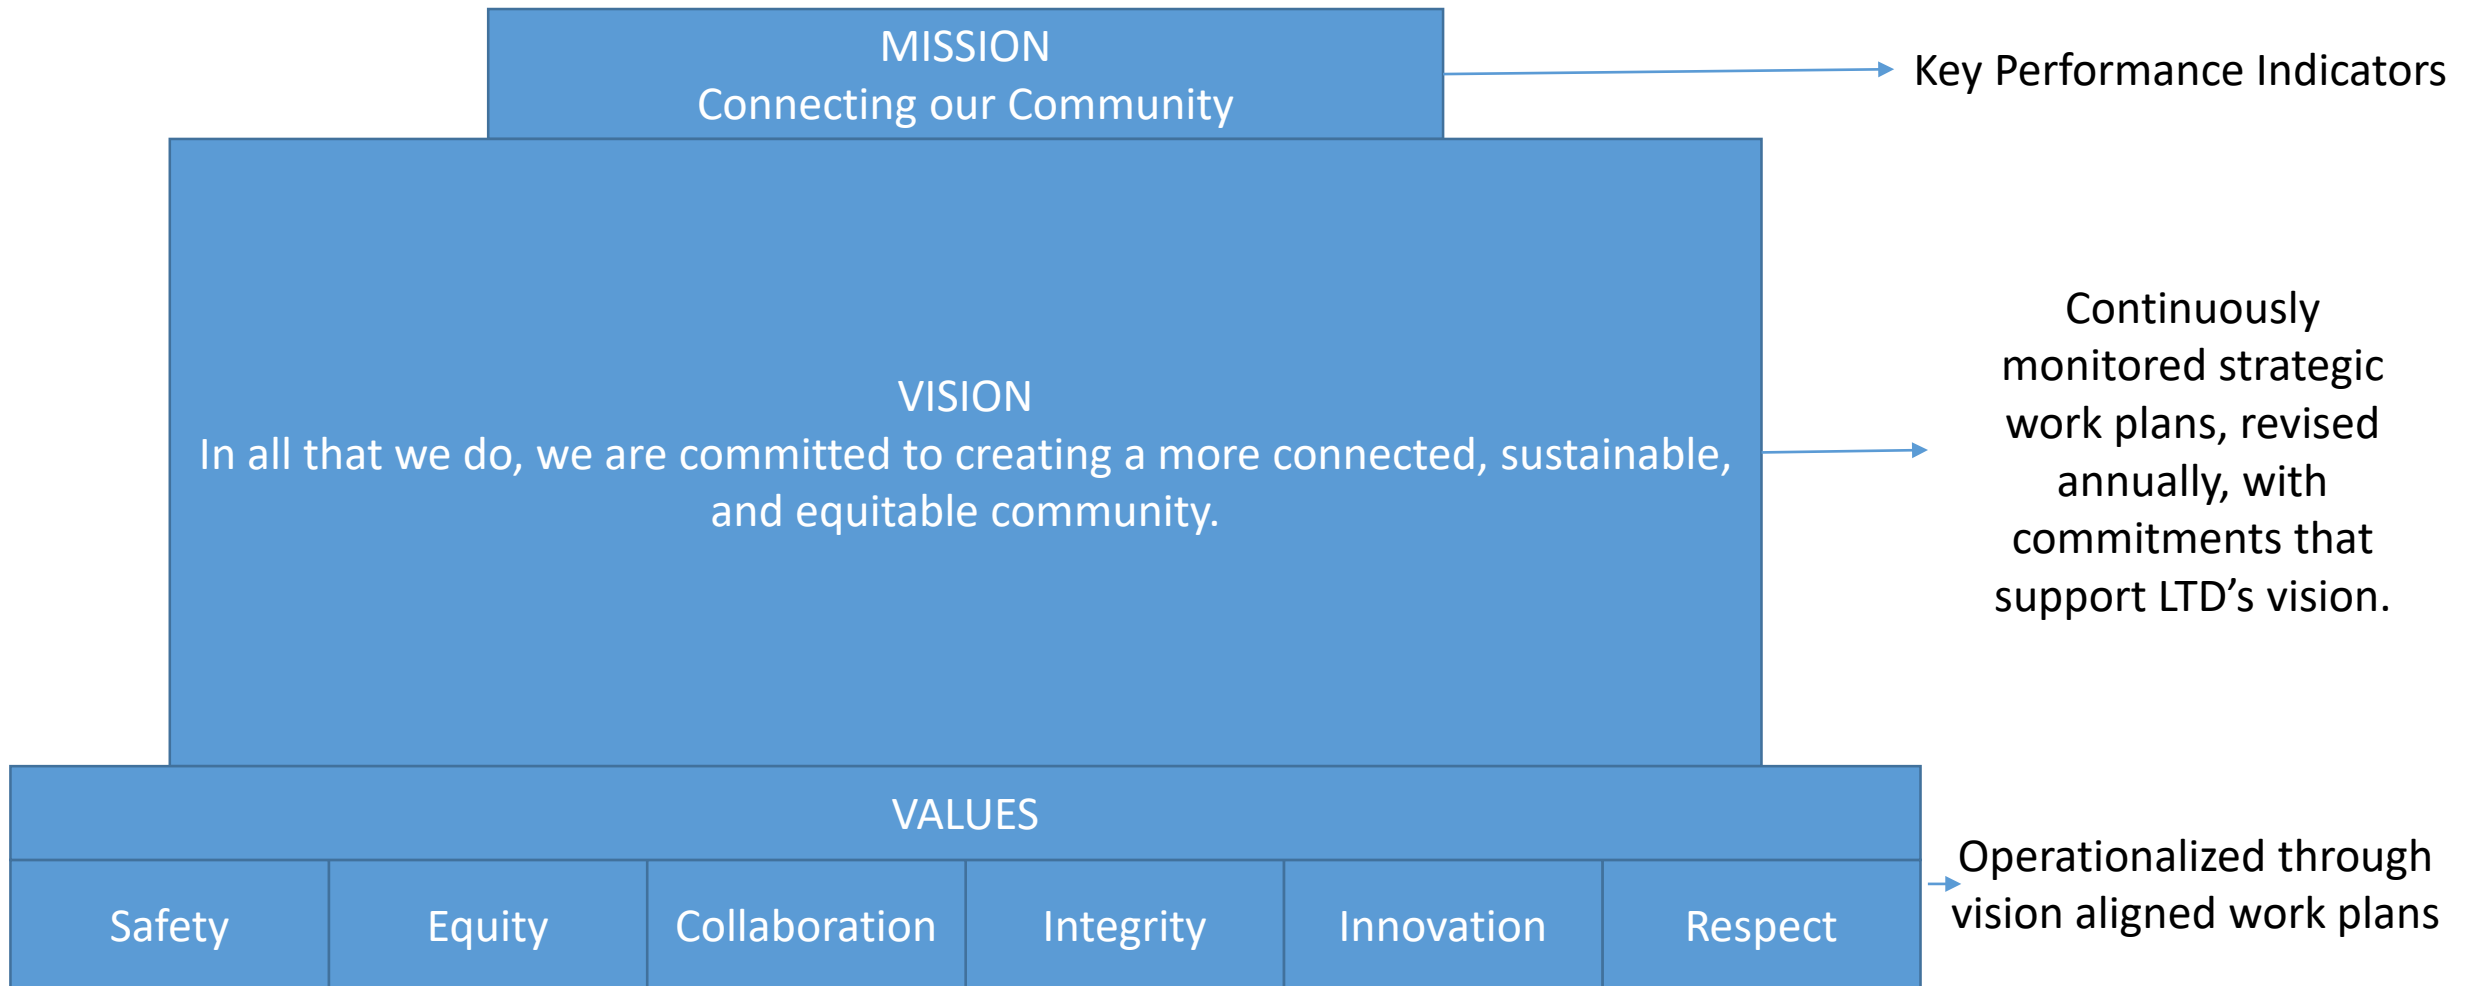 MISSION
Connecting our Community
Key Performance Indicators
VISION
In all that we do, we are committed to creating a more connected, sustainable,
and equitable community.
Continuously
monitored strategic
work plans, revised
annually, with
commitments that
support LTD’s vision.
VALUES
Safety
Equity
Collaboration
Integrity
Innovation
Respect
Operationalized through
vision aligned work plans